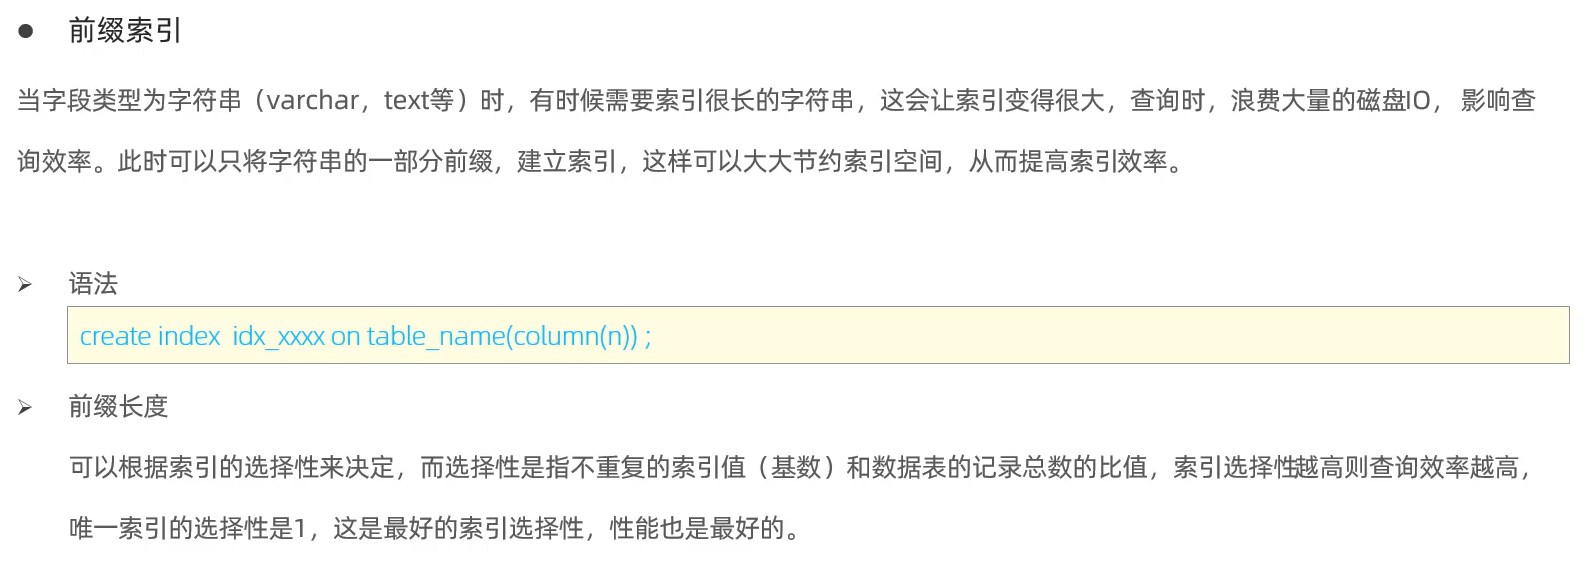 ● 前缀索引
当字段类型为字符串（varchar，text等）时，有时候需要索引很长的字符串，这会让索引变得很大，查询时，浪费大量的磁盘IO， 影响查
询效率。此时可以只将字符串的一部分前缀，建立索引，这样可以大大节约索引空间，从而提高索引效率。
➢ 语法
create index  idx_xxxx on table_name(column(n)) ;
➢ 前缀长度
可以根据索引的选择性来决定，而选择性是指不重复的索引值（基数）和数据表的记录总数的比值，索引选择性越高则查询效率越高，
唯一索引的选择性是1，这是最好的索引选择性，性能也是最好的。